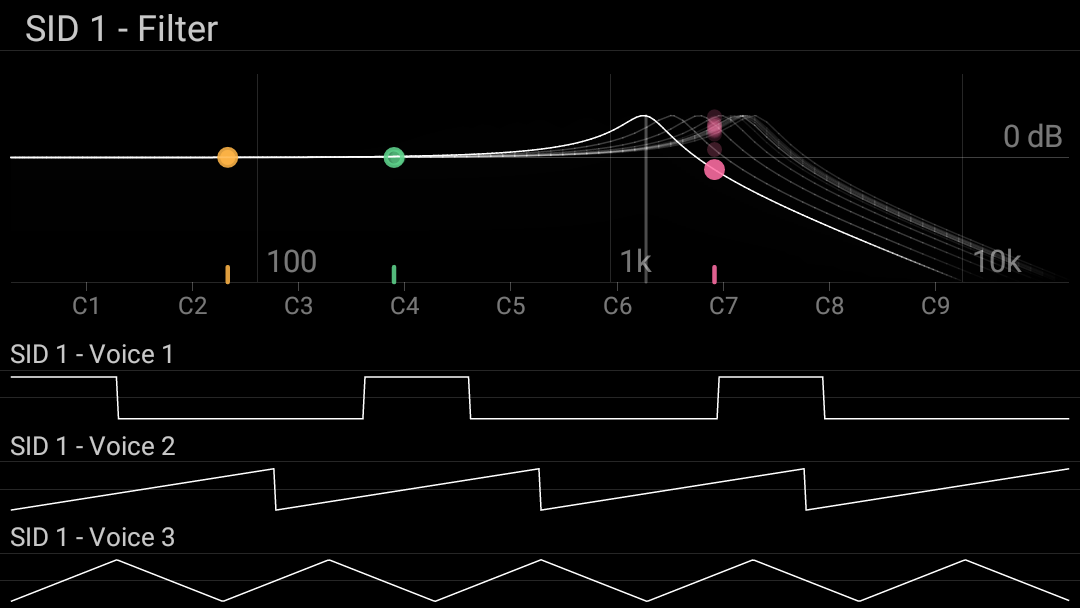 SID 1 - Filter
0 dB
100 1k 10k
C1 C2 C3 C4 C5 C6 C7 C8 C9
SID 1 - Voice 1
SID 1 - Voice 2
SID 1 - Voice 3